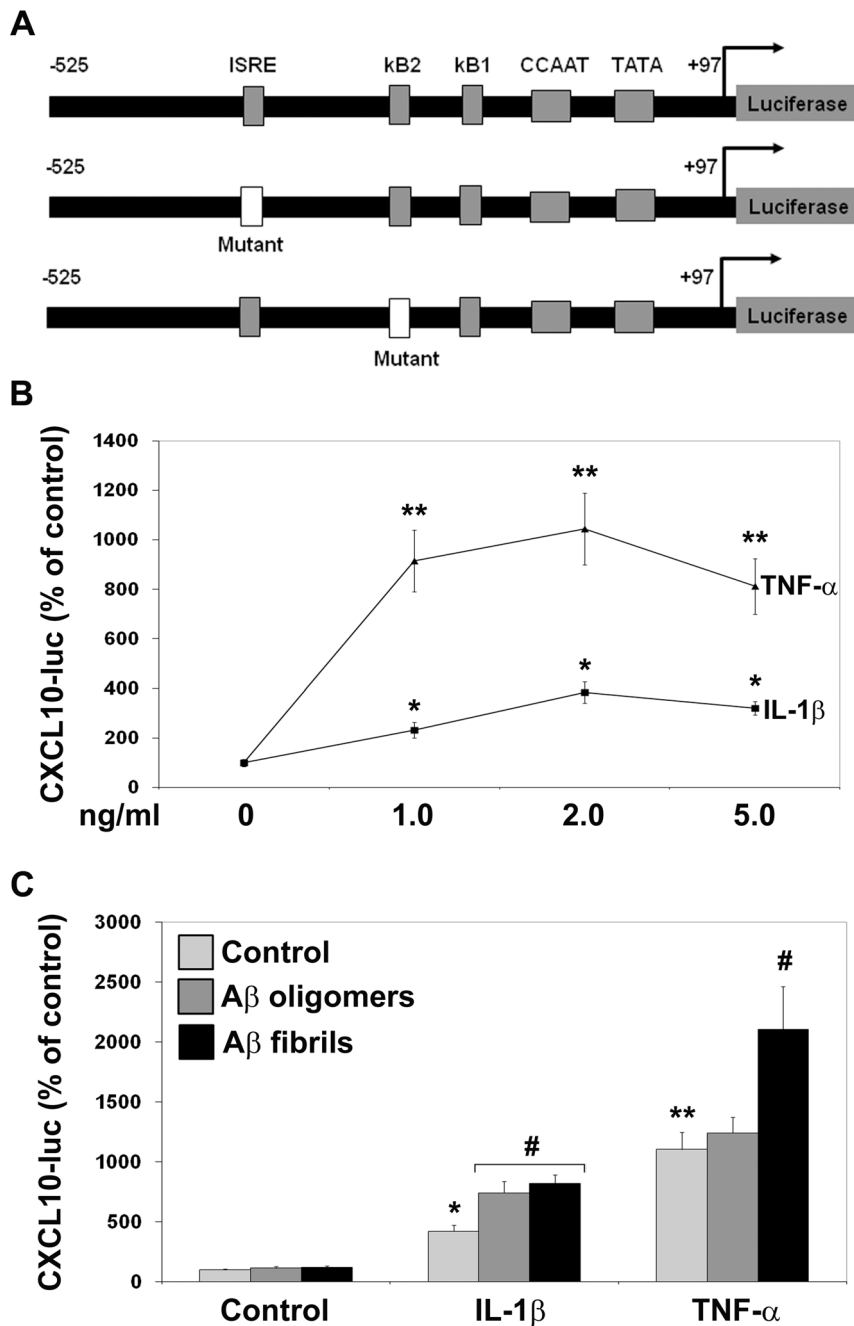 A
-525 ISRE kB2 kB1 CCAAT TATA +97
Luciferase
-525 +97
Luciferase
Mutant
-525 +97
Luciferase
Mutant
B
CXCL10-luc (% of control)
1400
1200
1000
800
600
400
200
0
** ** **
TNF-α
* * *
IL-1β
ng/ml 0 1.0 2.0 5.0
C
CXCL10-luc (% of control)
3000
2500
2000
1500
1000
500
0
Control
Aβ oligomers
Aβ fibrils
* #
** #
Control IL-1β TNF-α